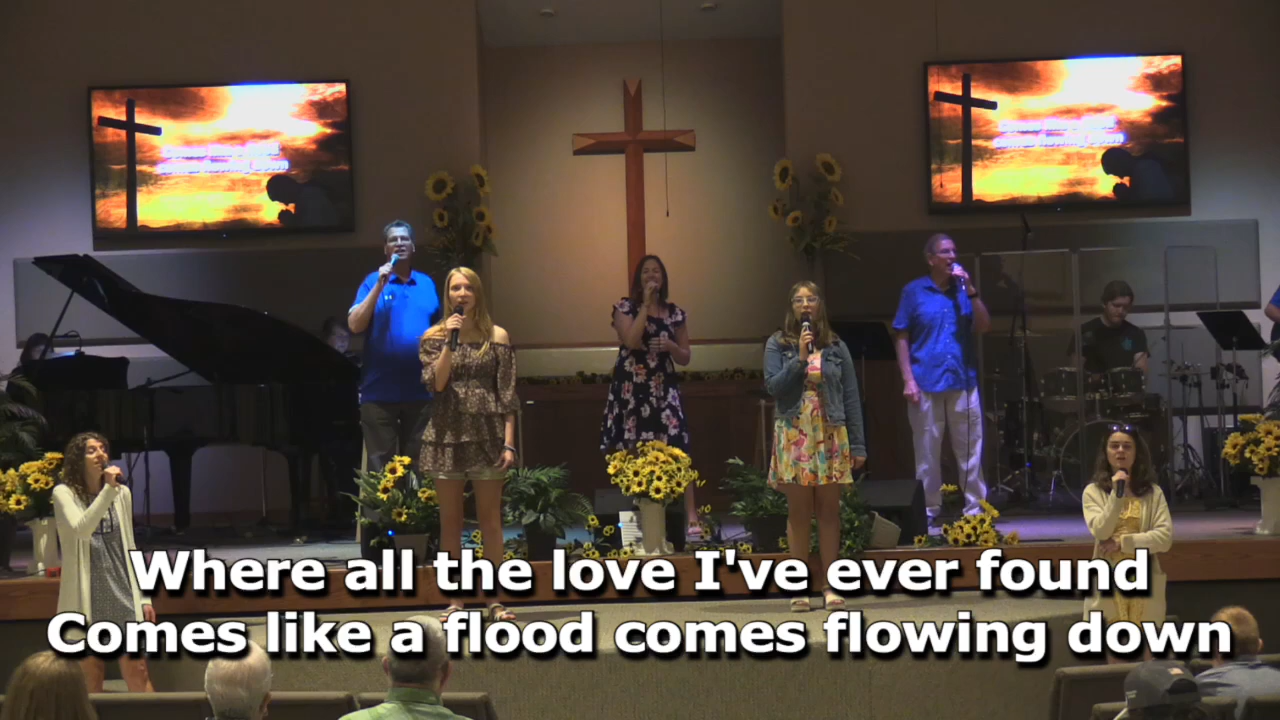 Where all the love I've ever found
Comes like a flood comes flowing down